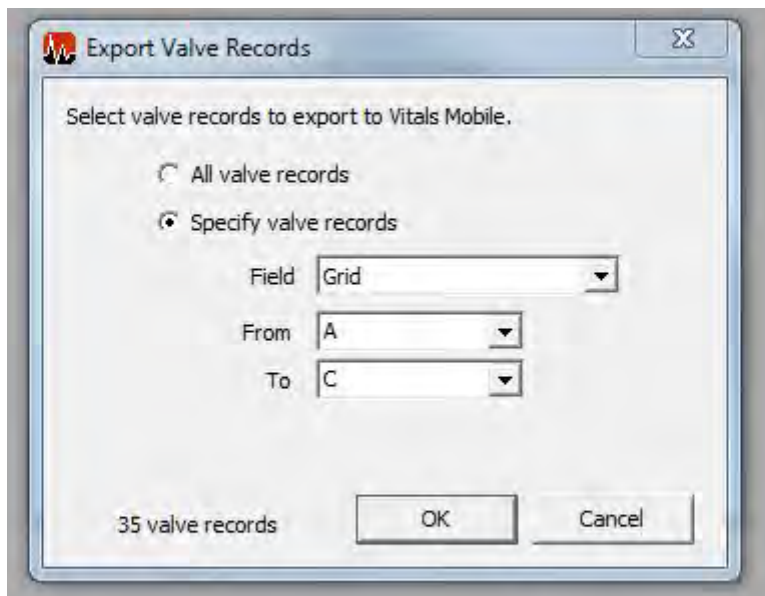 Export Valve Records
Select valve records to export to Vitals Mobile.
All valve records
Specify valve records
Field Grid
From A
To C
35 valve records OK Cancel